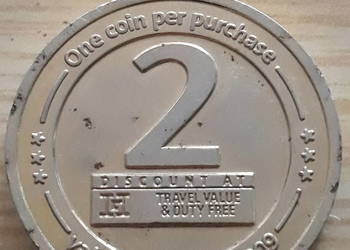 One coin per purchase
2
DISCOUNT AT
H TRAVEL VALUE
& DUTY FREE